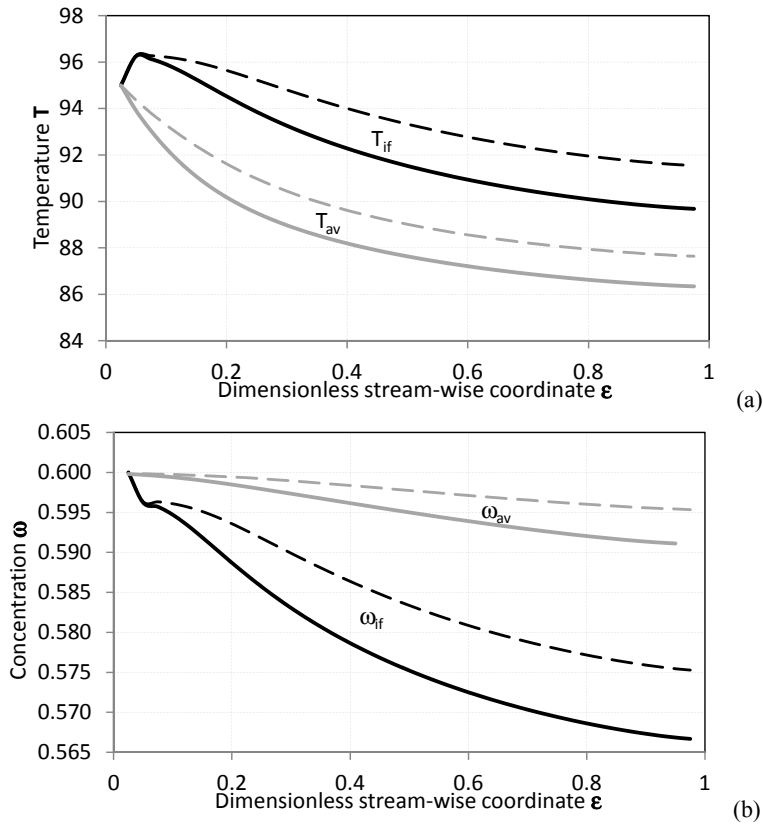 98
96
94
92
90
88
86
84
Temperature T
T_if
T_av
0 0.2 0.4 0.6 0.8 1
Dimensionless stream-wise coordinate ε
(a)
0.605
0.600
0.595
0.590
0.585
0.580
0.575
0.570
0.565
Concentration ω
ω_av
ω_if
0 0.2 0.4 0.6 0.8 1
Dimensionless stream-wise coordinate ε
(b)